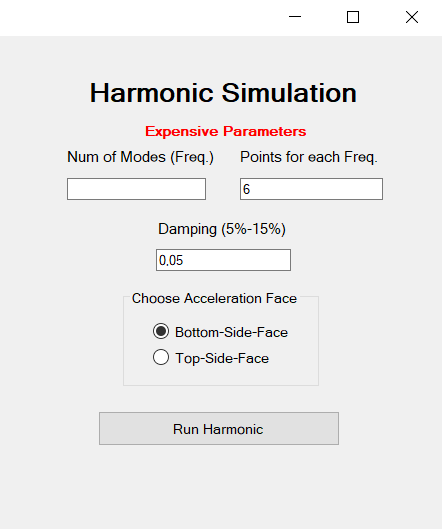 Harmonic Simulation
Expensive Parameters
Num of Modes (Freq.) Points for each Freq.
6
Damping (5%-15%)
0,05
Choose Acceleration Face
Bottom-Side-Face
Top-Side-Face
Run Harmonic